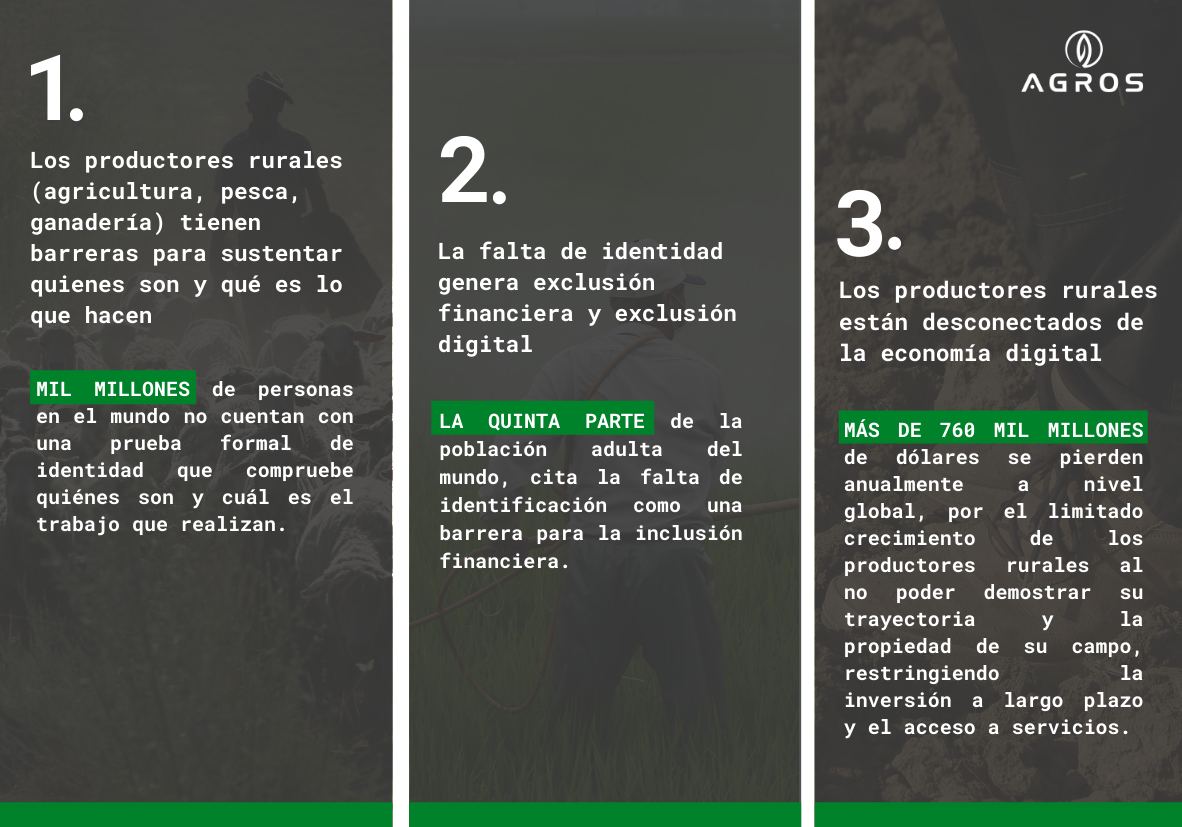 1.
Los productores rurales
(agricultura, pesca,
ganadería) tienen
barreras para sustentar
quienes son y qué es lo
que hacen
MIL MILLONES de personas
en el mundo no cuentan con
una prueba formal de
identidad que compruebe
quiénes son y cuál es el
trabajo que realizan.
2.
La falta de identidad
genera exclusión
financiera y exclusión
digital
LA QUINTA PARTE de la
población adulta del
mundo, cita la falta de
identificación como una
barrera para la inclusión
financiera.
AGROS
3.
Los productores rurales
están desconectados de
la economía digital
MÁS DE 760 MIL MILLONES
de dólares se pierden
anualmente a nivel
global, por el limitado
crecimiento de los
productores rurales al
no poder demostrar su
trayectoria y la
propiedad de su campo,
restringiendo la
inversión a largo plazo
y el acceso a servicios.